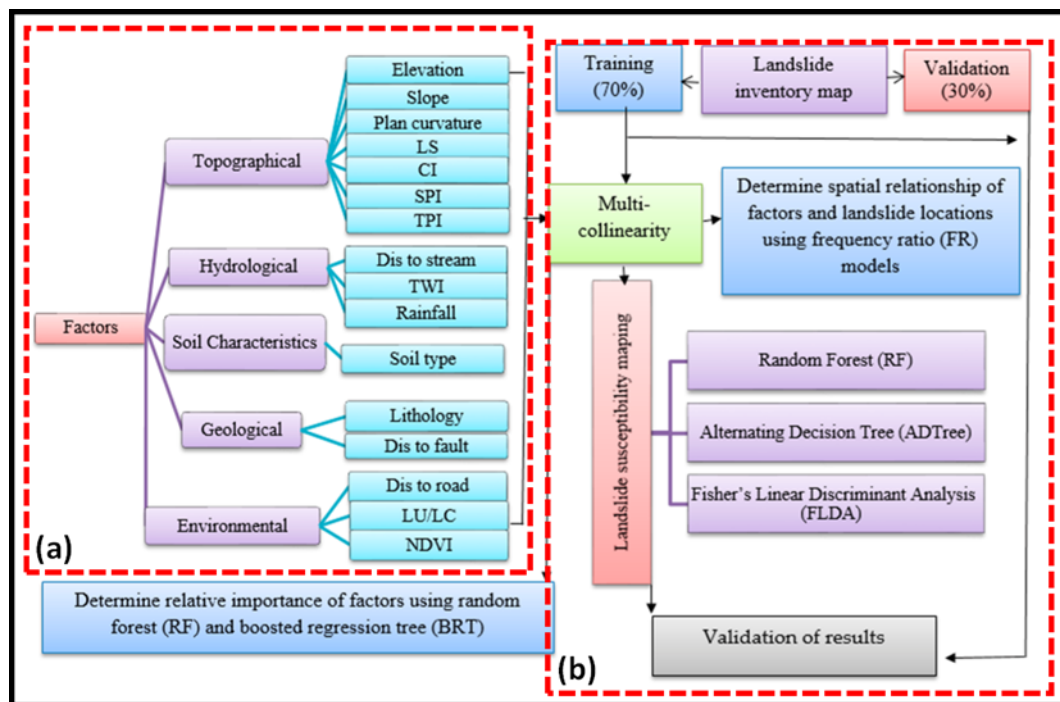 Factors
Topographical
Elevation
Slope
Plan curvature
LS
CI
SPI
TPI
Hydrological
Dis to stream
TWI
Rainfall
Soil Characteristics
Soil type
Geological
Lithology
Dis to fault
Environmental
Dis to road
LU/LC
NDVI
(a)
Determine relative importance of factors using random
forest (RF) and boosted regression tree (BRT)
Training
(70%)
Landslide
inventory map
Validation
(30%)
Multi-
collinearity
Determine spatial relationship of
factors and landslide locations
using frequency ratio (FR)
models
Landslide susceptibility maping
Random Forest (RF)
Alternating Decision Tree (ADTree)
Fisher's Linear Discriminant Analysis
(FLDA)
Validation of results
(b)